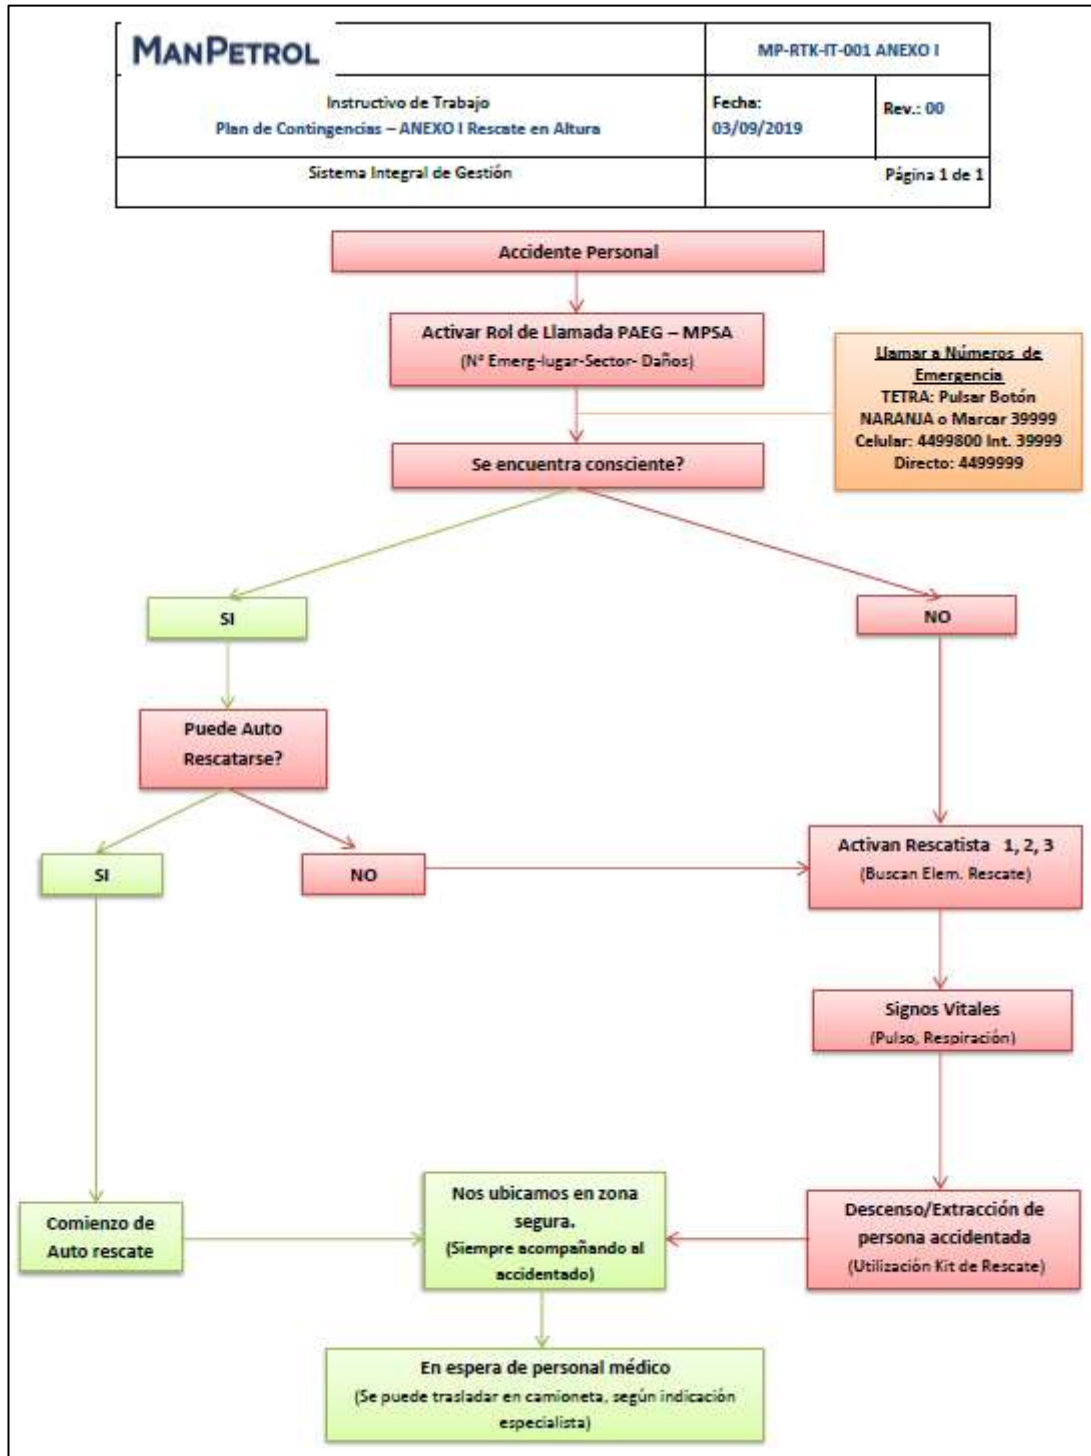 MANPETROL
MP-RTK-IT-001 ANEXO I
Instructivo de Trabajo
Plan de Contingencias – ANEXO I Rescate en Altura
Fecha:
03/09/2019
Rev.: 00
Sistema Integral de Gestión
Página 1 de 1
Accidente Personal
Activar Rol de Llamada PAEG – MPSA
(N° Emerg-lugar-Sector- Daños)
Llamar a Números de
Emergencia
TETRA: Pulsar Botón
NARANJA o Marcar 39999
Celular: 4499800 Int. 39999
Directo: 4499999
Se encuentra consciente?
SI
NO
Puede Auto
Rescatarse?
SI
NO
Activan Rescatista 1, 2, 3
(Buscan Elem. Rescate)
Signos Vitales
(Pulso, Respiración)
Comienzo de
Auto rescate
Nos ubicamos en zona
segura.
(Siempre acompañando al
accidentado)
Descenso/Extracción de
persona accidentada
(Utilización Kit de Rescate)
En espera de personal médico
(Se puede trasladar en camioneta, según indicación
especialista)